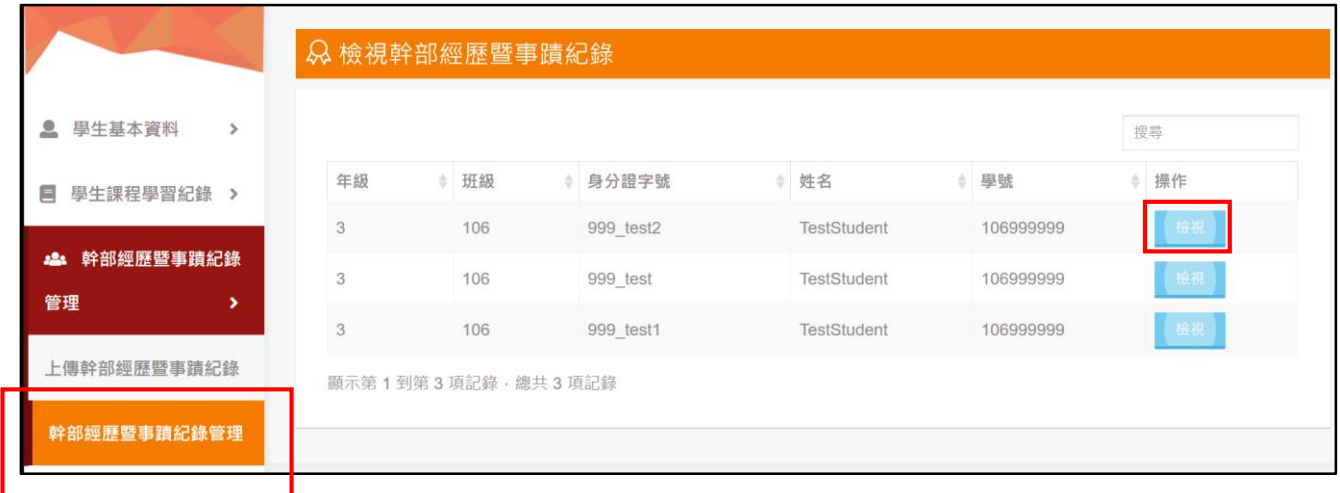 檢視幹部經歷暨事蹟紀錄
學生基本資料
學生課程學習紀錄
幹部經歷暨事蹟紀錄
管理
上傳幹部經歷暨事蹟紀錄
幹部經歷暨事蹟紀錄管理
搜尋
年級 班級 身分證字號 姓名 學號 操作
3 106 999_test2 TestStudent 106999999 檢視
3 106 999_test TestStudent 106999999 檢視
3 106 999_test1 TestStudent 106999999 檢視
顯示第 1 到第 3 項記錄，總共 3 項記錄